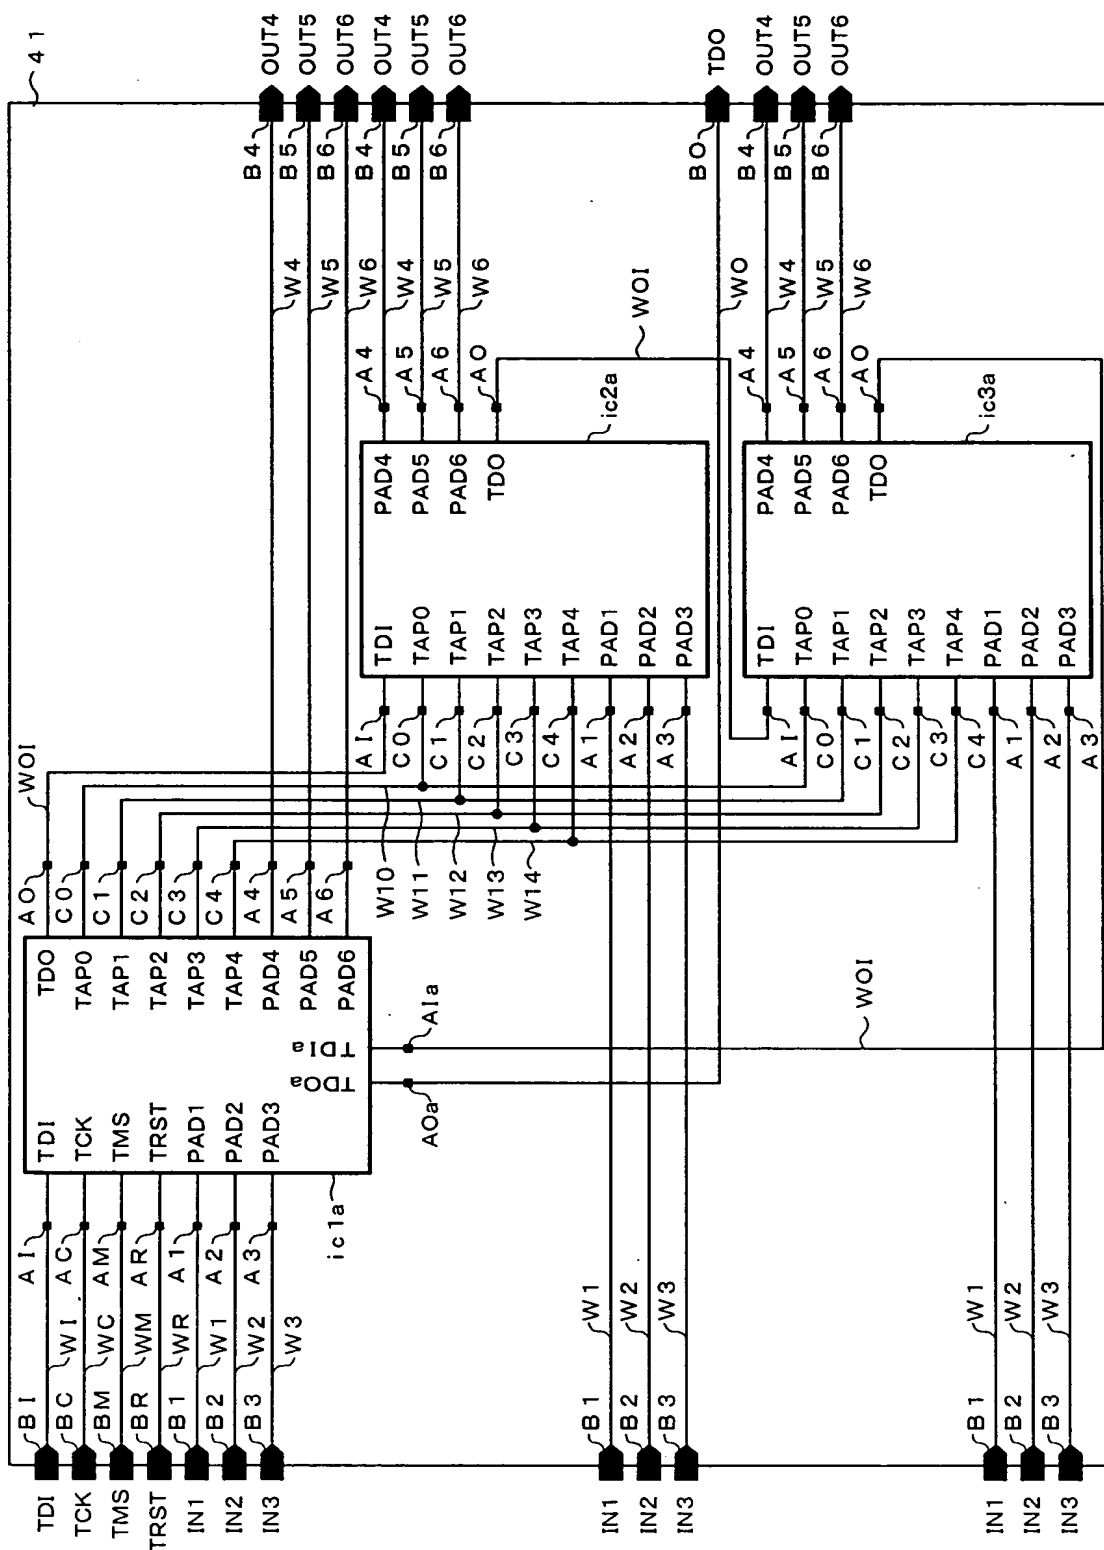 41
TDI
TCK
TMS
TRST
IN1
IN2
IN3
BI
BC
BM
BR
B1
B2
B3
WI
WC
WM
WR
W1
W2
W3
AI
AC
AM
AR
A1
A2
A3
ic1a
TDI
TCK
TMS
TRST
PAD1
PAD2
PAD3
TDOa
TDIa
AOa
AIa
TDO
TAP0
TAP1
TAP2
TAP3
TAP4
PAD4
PAD5
PAD6
AO
C0
C1
C2
C3
C4
A4
A5
A6
WOI
W10
W11
W12
W13
W14
W4
W5
W6
B4
B5
B6
OUT4
OUT5
OUT6
IN1
IN2
IN3
B1
B2
B3
W1
W2
W3
AI
C0
C1
C2
C3
C4
A1
A2
A3
TDI
TAP0
TAP1
TAP2
TAP3
TAP4
PAD1
PAD2
PAD3
PAD4
PAD5
PAD6
TDO
ic2a
A4
A5
A6
AO
W4
W5
W6
WOI
B4
B5
B6
OUT4
OUT5
OUT6
WO
BO
TDO
WOI
IN1
IN2
IN3
B1
B2
B3
W1
W2
W3
AI
C0
C1
C2
C3
C4
A1
A2
A3
TDI
TAP0
TAP1
TAP2
TAP3
TAP4
PAD1
PAD2
PAD3
PAD4
PAD5
PAD6
TDO
ic3a
A4
A5
A6
AO
W4
W5
W6
B4
B5
B6
OUT4
OUT5
OUT6